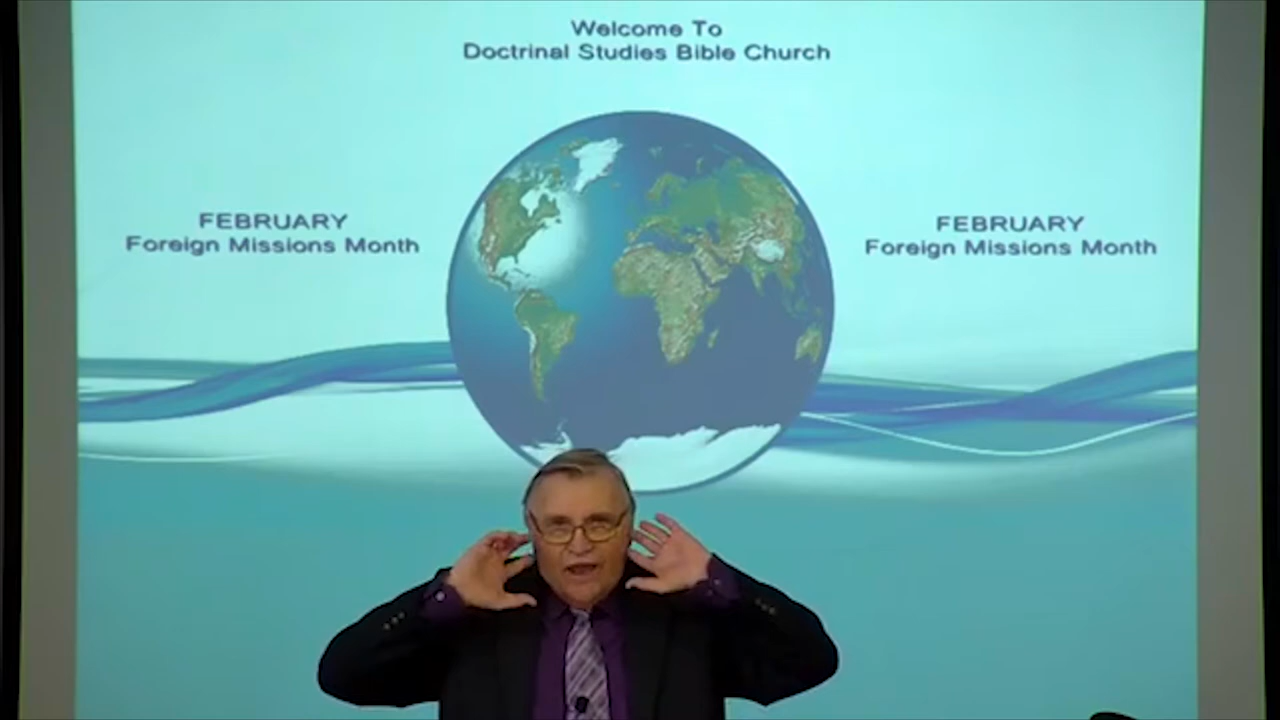 Welcome To
Doctrinal Studies Bible Church
FEBRUARY
Foreign Missions Month
FEBRUARY
Foreign Missions Month